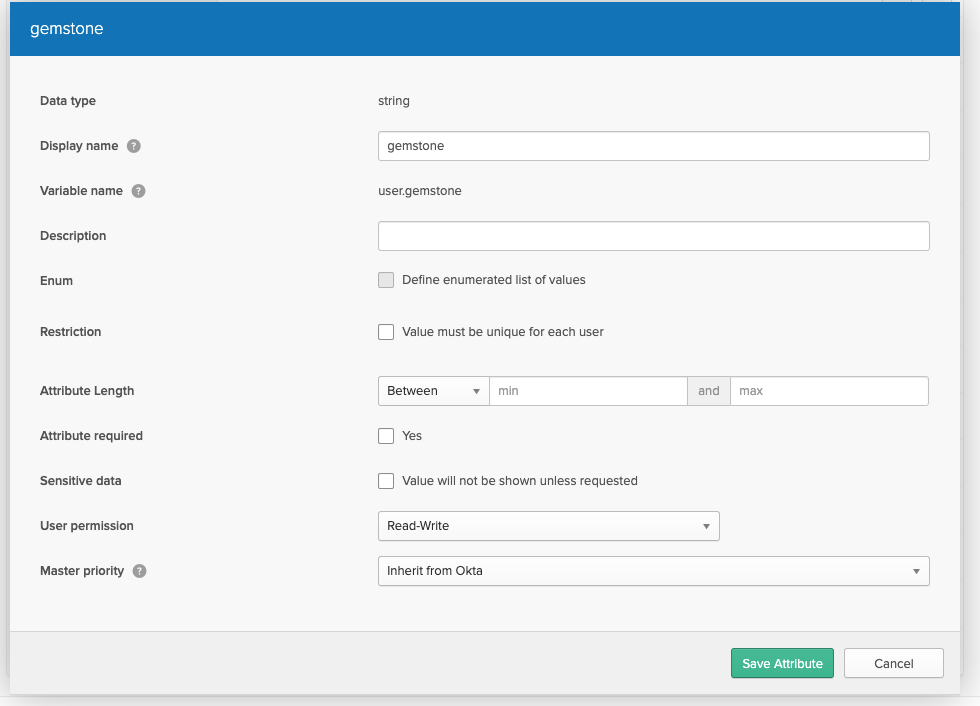 gemstone
Data type string
Display name ? gemstone
Variable name ? user.gemstone
Description
Enum Define enumerated list of values
Restriction Value must be unique for each user
Attribute Length Between min and max
Attribute required Yes
Sensitive data Value will not be shown unless requested
User permission Read-Write
Master priority ? Inherit from Okta
Save Attribute Cancel